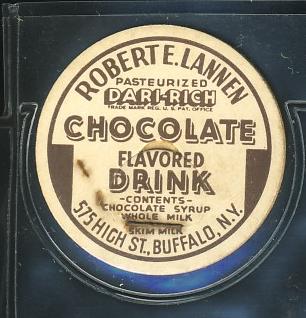 ROBERT E. LANNEN
PASTEURIZED
DARI-RICH
TRADE MARK REG. U.S. PAT. OFFICE
CHOCOLATE
FLAVORED
DRINK
-CONTENTS-
CHOCOLATE SYRUP
WHOLE MILK
SKIM MILK
575 HIGH ST., BUFFALO, N.Y.